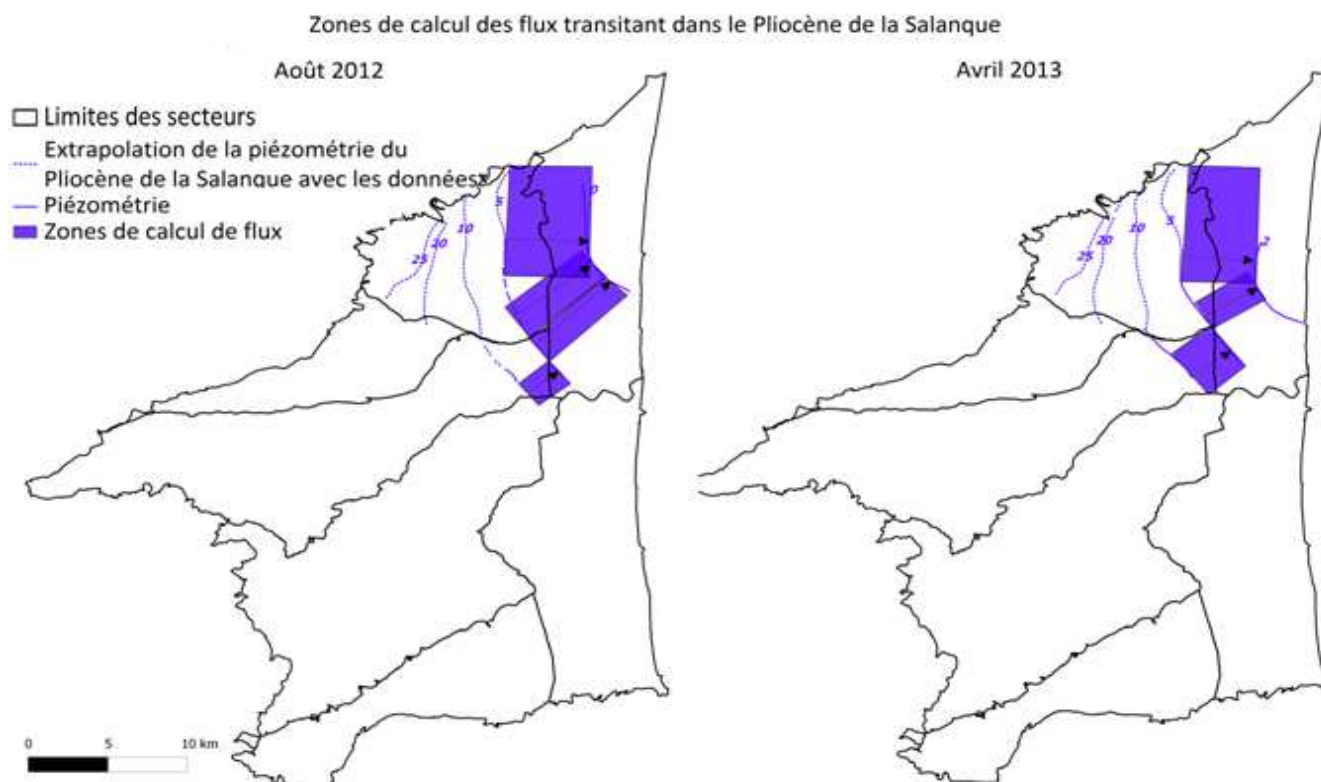 Zones de calcul des flux transitant dans le Pliocène de la Salanque
Août 2012
Avril 2013
Limites des secteurs
Extrapolation de la piézométrie du
Pliocène de la Salanque avec les données
Piézométrie
Zones de calcul de flux
25
20
10
5
0
25
20
10
5
2
0 5 10 km